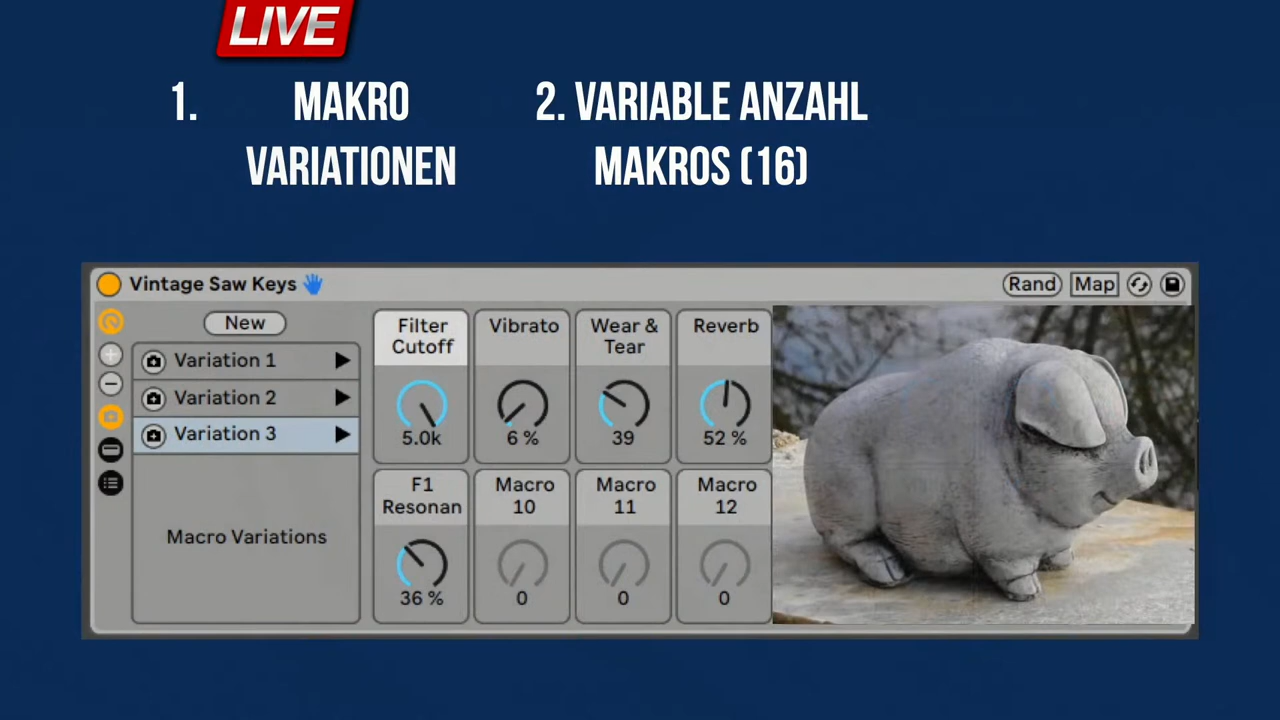 LIVE
1. MAKRO
VARIATIONEN
2. VARIABLE ANZAHL
MAKROS (16)
Vintage Saw Keys
Rand
Map
New
Variation 1
Variation 2
Variation 3
Macro Variations
Filter
Cutoff
5.0k
Vibrato
6 %
Wear &
Tear
39
Reverb
52 %
F1
Resonan
36 %
Macro
10
0
Macro
11
0
Macro
12
0